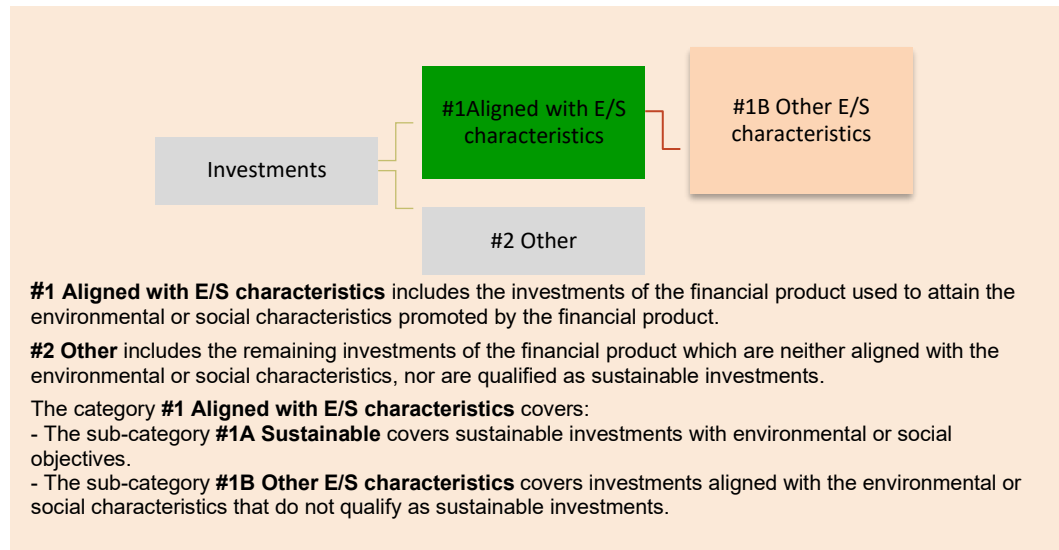 #1Aligned with E/S
characteristics
#1B Other E/S
characteristics
Investments
#2 Other
#1 Aligned with E/S characteristics includes the investments of the financial product used to attain the
environmental or social characteristics promoted by the financial product.
#2 Other includes the remaining investments of the financial product which are neither aligned with the
environmental or social characteristics, nor are qualified as sustainable investments.
The category #1 Aligned with E/S characteristics covers:
- The sub-category #1A Sustainable covers sustainable investments with environmental or social
objectives.
- The sub-category #1B Other E/S characteristics covers investments aligned with the environmental or
social characteristics that do not qualify as sustainable investments.